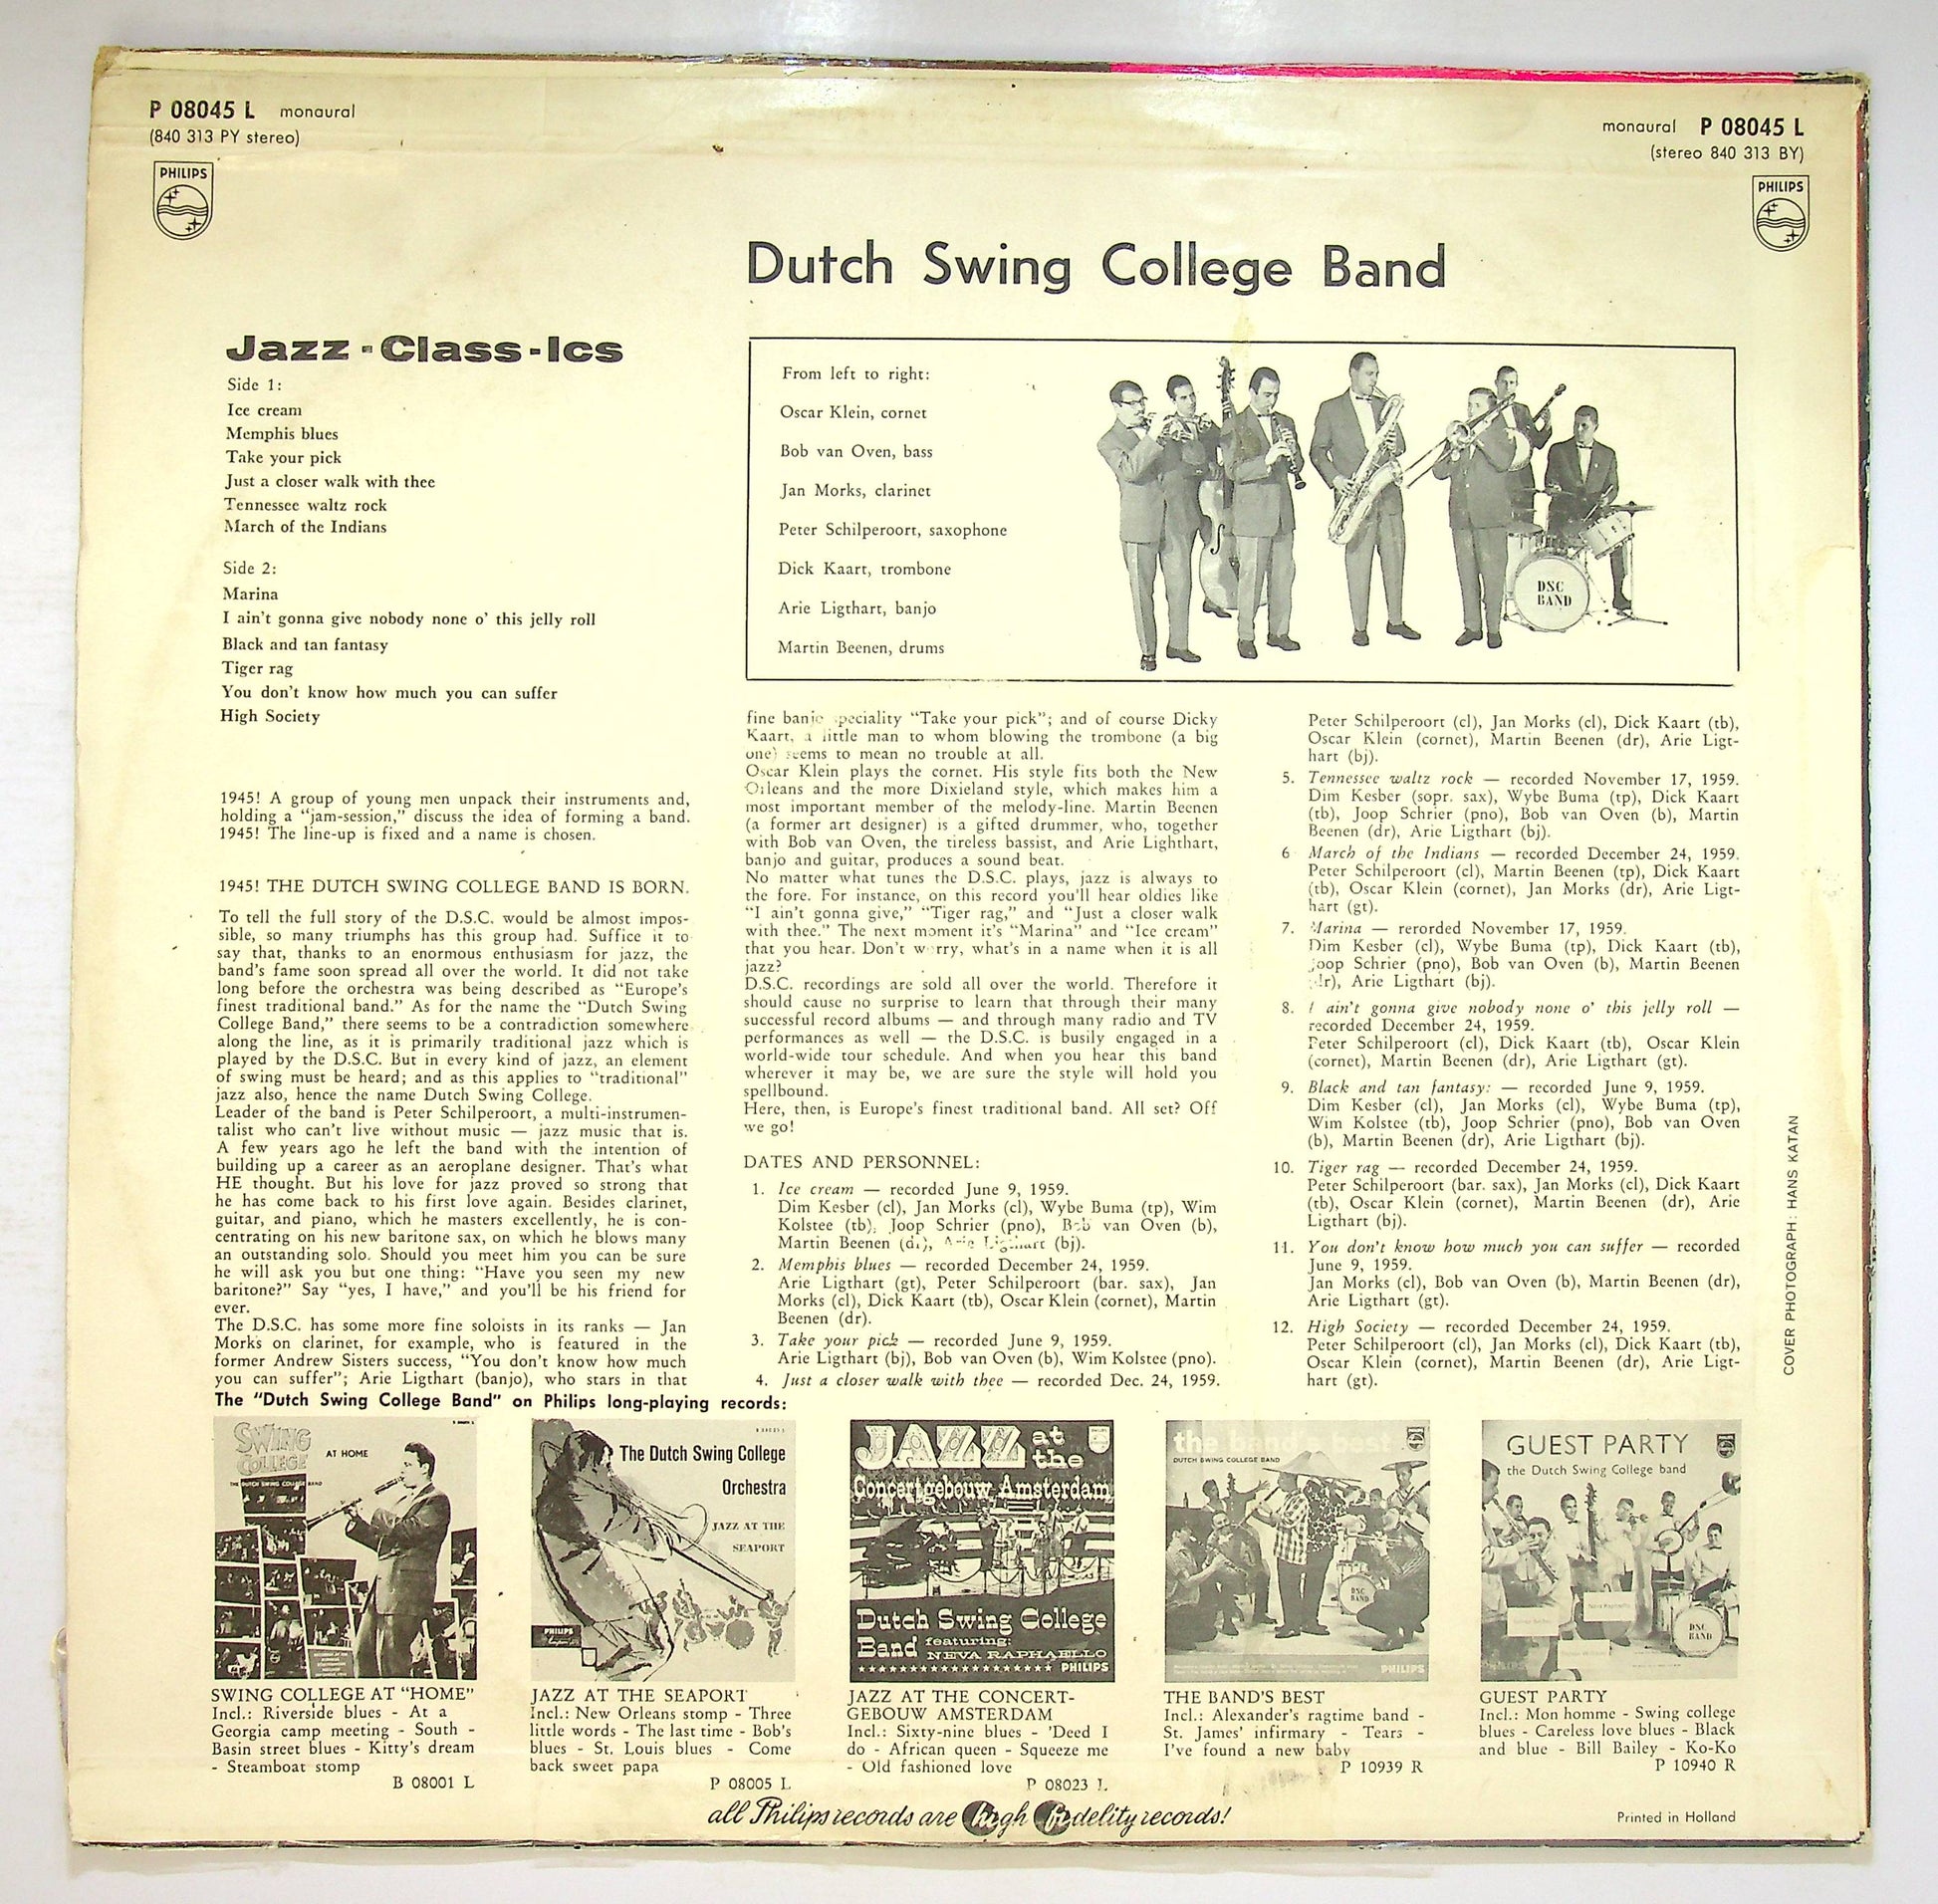 P 08045 L monaural
(840 313 PY stereo)
PHILIPS
monaural P 08045 L
(stereo 840 313 BY)
PHILIPS
Dutch Swing College Band
Jazz-Class-Ics
Side 1:
Ice cream
Memphis blues
Take your pick
Just a closer walk with thee
Tennessee waltz rock
March of the Indians
Side 2:
Marina
I ain't gonna give nobody none o' this jelly roll
Black and tan fantasy
Tiger rag
You don't know how much you can suffer
High Society
From left to right:
Oscar Klein, cornet
Bob van Oven, bass
Jan Morks, clarinet
Peter Schilperoort, saxophone
Dick Kaart, trombone
Arie Ligthart, banjo
Martin Beenen, drums
DSC
BAND
1945! A group of young men unpack their instruments and,
holding a "jam-session," discuss the idea of forming a band.
1945! The line-up is fixed and a name is chosen.
1945! THE DUTCH SWING COLLEGE BAND IS BORN.
To tell the full story of the D.S.C. would be almost impos-
sible, so many triumphs has this group had. Suffice it to
say that, thanks to an enormous enthusiasm for jazz, the
band's fame soon spread all over the world. It did not take
long before the orchestra was being described as "Europe's
finest traditional band." As for the name the "Dutch Swing
College Band," there seems to be a contradiction somewhere
along the line, as it is primarily traditional jazz which is
played by the D.S.C. But in every kind of jazz, an element
of swing must be heard; and as this applies to "traditional"
jazz also, hence the name Dutch Swing College.
Leader of the band is Peter Schilperoort, a multi-instrumen-
talist who can't live without music — jazz music that is.
A few years ago he left the band with the intention of
building up a career as an aeroplane designer. That's what
HE thought. But his love for jazz proved so strong that
he has come back to his first love again. Besides clarinet,
guitar, and piano, which he masters excellently, he is con-
centrating on his new baritone sax, on which he blows many
an outstanding solo. Should you meet him you can be sure
he will ask you but one thing: "Have you seen my new
baritone?" Say "yes, I have," and you'll be his friend for
ever.
The D.S.C. has some more fine soloists in its ranks — Jan
Morks on clarinet, for example, who is featured in the
former Andrew Sisters success, "You don't know how much
you can suffer"; Arie Ligthart (banjo), who stars in that
fine banjo speciality "Take your pick"; and of course Dicky
Kaart, a little man to whom blowing the trombone (a big
one) seems to mean no trouble at all.
Oscar Klein plays the cornet. His style fits both the New
Orleans and the more Dixieland style, which makes him a
most important member of the melody-line. Martin Beenen
(a former art designer) is a gifted drummer, who, together
with Bob van Oven, the tireless bassist, and Arie Lighthart,
banjo and guitar, produces a sound beat.
No matter what tunes the D.S.C. plays, jazz is always to
the fore. For instance, on this record you'll hear oldies like
"I ain't gonna give," "Tiger rag," and "Just a closer walk
with thee." The next moment it's "Marina" and "Ice cream"
that you hear. Don't worry, what's in a name when it is all
jazz?
D.S.C. recordings are sold all over the world. Therefore it
should cause no surprise to learn that through their many
successful record albums — and through many radio and TV
performances as well — the D.S.C. is busily engaged in a
world-wide tour schedule. And when you hear this band
wherever it may be, we are sure the style will hold you
spellbound.
Here, then, is Europe's finest traditional band. All set? Off
we go!
DATES AND PERSONNEL:
1. Ice cream — recorded June 9, 1959.
Dim Kesber (cl), Jan Morks (cl), Wybe Buma (tp), Wim
Kolstee (tb), Joop Schrier (pno), Bob van Oven (b),
Martin Beenen (dr), Arie Ligthart (bj).
2. Memphis blues — recorded December 24, 1959.
Arie Ligthart (gt), Peter Schilperoort (bar. sax), Jan
Morks (cl), Dick Kaart (tb), Oscar Klein (cornet), Martin
Beenen (dr).
3. Take your pick — recorded June 9, 1959.
Arie Ligthart (bj), Bob van Oven (b), Wim Kolstee (pno).
4. Just a closer walk with thee — recorded Dec. 24, 1959.
Peter Schilperoort (cl), Jan Morks (cl), Dick Kaart (tb),
Oscar Klein (cornet), Martin Beenen (dr), Arie Ligt-
hart (bj).
5. Tennessee waltz rock — recorded November 17, 1959.
Dim Kesber (sopr. sax), Wybe Buma (tp), Dick Kaart
(tb), Joop Schrier (pno), Bob van Oven (b), Martin
Beenen (dr), Arie Ligthart (bj).
6 March of the Indians — recorded December 24, 1959.
Peter Schilperoort (cl), Martin Beenen (tp), Dick Kaart
(tb), Oscar Klein (cornet), Jan Morks (dr), Arie Ligt-
hart (gt).
7. Marina — rerorded November 17, 1959.
Dim Kesber (cl), Wybe Buma (tp), Dick Kaart (tb),
Joop Schrier (pno), Bob van Oven (b), Martin Beenen
(dr), Arie Ligthart (bj).
8. I ain't gonna give nobody none o' this jelly roll —
recorded December 24, 1959.
Peter Schilperoort (cl), Dick Kaart (tb), Oscar Klein
(cornet), Martin Beenen (dr), Arie Ligthart (gt).
9. Black and tan fantasy: — recorded June 9, 1959.
Dim Kesber (cl), Jan Morks (cl), Wybe Buma (tp),
Wim Kolstee (tb), Joop Schrier (pno), Bob van Oven
(b), Martin Beenen (dr), Arie Ligthart (bj).
10. Tiger rag — recorded December 24, 1959.
Peter Schilperoort (bar. sax), Jan Morks (cl), Dick Kaart
(tb), Oscar Klein (cornet), Martin Beenen (dr), Arie
Ligthart (bj).
11. You don't know how much you can suffer — recorded
June 9, 1959.
Jan Morks (cl), Bob van Oven (b), Martin Beenen (dr),
Arie Ligthart (gt).
12. High Society — recorded December 24, 1959.
Peter Schilperoort (cl), Jan Morks (cl), Dick Kaart (tb),
Oscar Klein (cornet), Martin Beenen (dr), Arie Ligt-
hart (gt).
COVER PHOTOGRAPH: HANS KATAN
The "Dutch Swing College Band" on Philips long-playing records:
SWING
COLLEGE
AT HOME
THE DUTCH SWING COLLEGE BAND
The Dutch Swing College
Orchestra
JAZZ AT THE
SEAPORT
PHILIPS
JAZZ at
the
Concertgebouw Amsterdam
Dutch Swing College
Band featuring:
NEVA RAPHAELLO
PHILIPS
the band's best
DUTCH SWING COLLEGE BAND
DSC
BAND
PHILIPS
GUEST PARTY
the Dutch Swing College band
DSC
BAND
PHILIPS
SWING COLLEGE AT "HOME"
Incl.: Riverside blues - At a
Georgia camp meeting - South -
Basin street blues - Kitty's dream
- Steamboat stomp
B 08001 L
JAZZ AT THE SEAPORT
Incl.: New Orleans stomp - Three
little words - The last time - Bob's
blues - St. Louis blues - Come
back sweet papa
P 08005 L
JAZZ AT THE CONCERT-
GEBOUW AMSTERDAM
Incl.: Sixty-nine blues - 'Deed I
do - African queen - Squeeze me
- Old fashioned love
P 08023 L
THE BAND'S BEST
Incl.: Alexander's ragtime band -
St. James' infirmary - Tears -
I've found a new baby
P 10939 R
GUEST PARTY
Incl.: Mon homme - Swing college
blues - Careless love blues - Black
and blue - Bill Bailey - Ko-Ko
P 10940 R
all Philips records are high fidelity records!
Printed in Holland